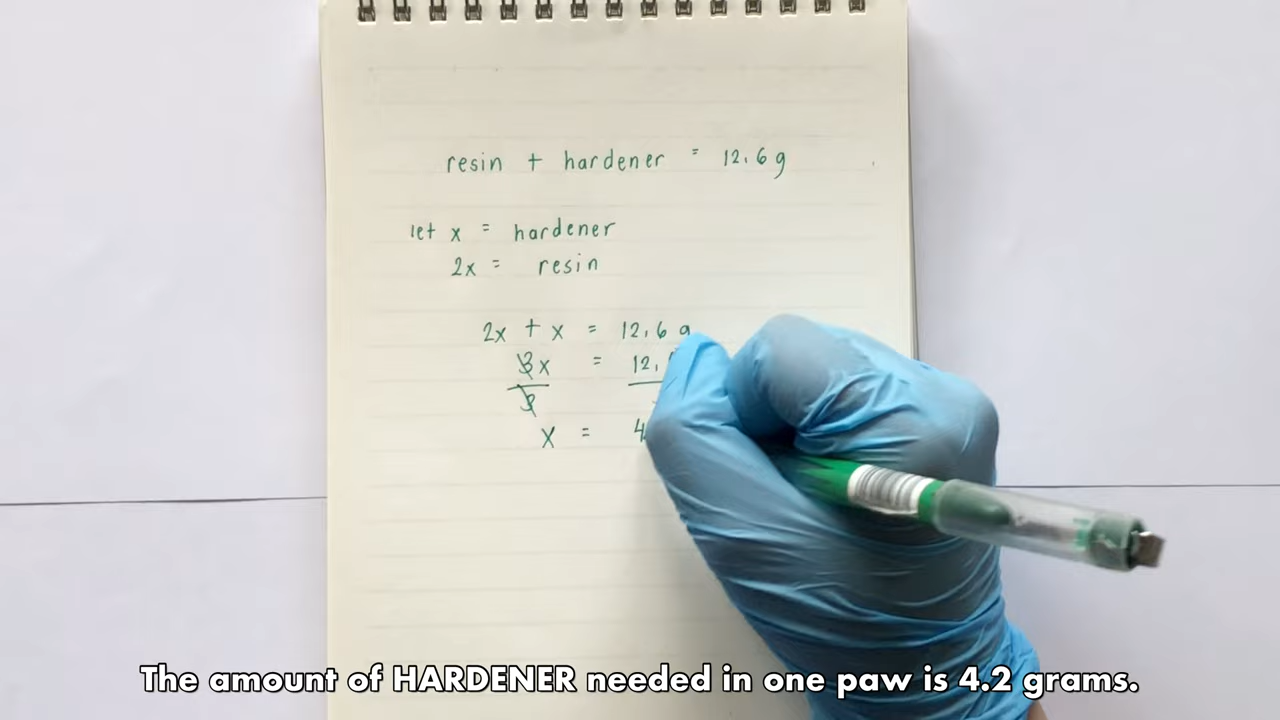 resin + hardener = 12.6 g
let x = hardener
2x = resin
2x + x = 12.6 g
3x = 12.
3
x = 4
The amount of HARDENER needed in one paw is 4.2 grams.